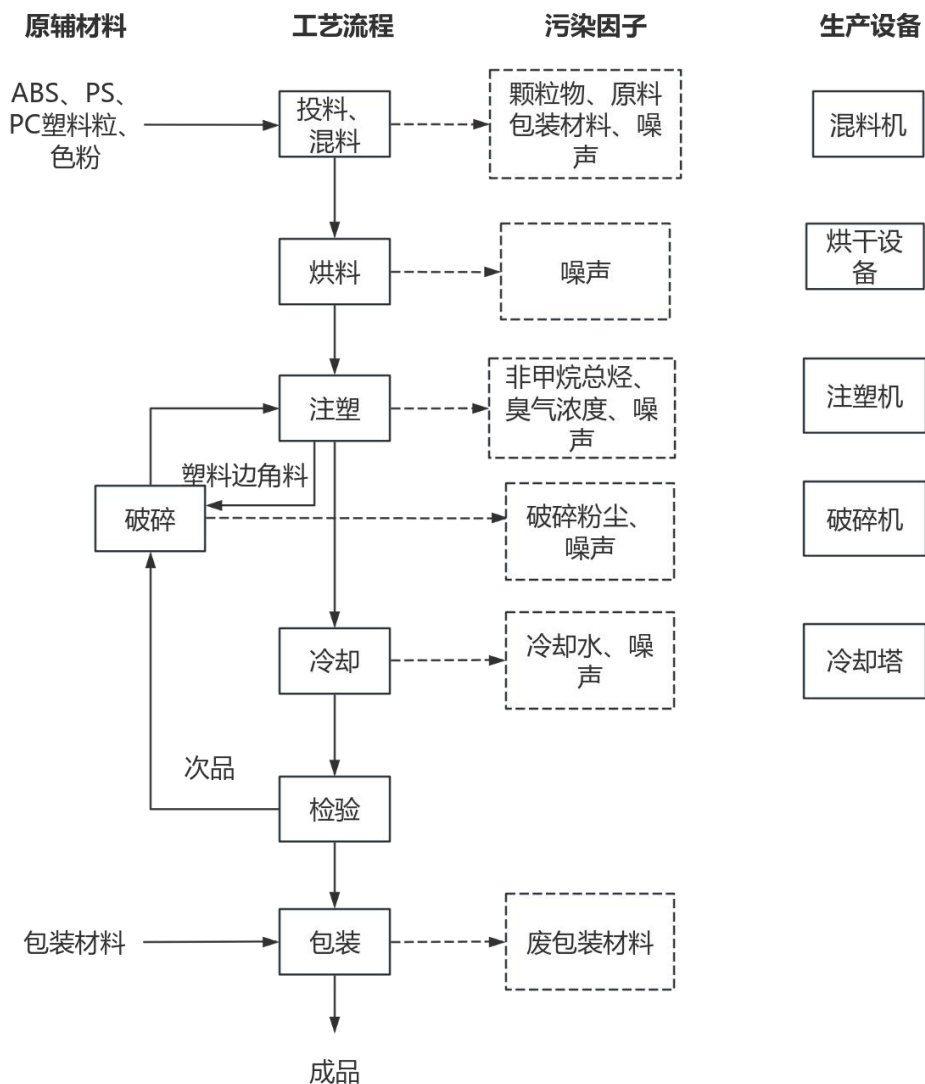 原辅材料
工艺流程
污染因子
生产设备
ABS、PS、
PC塑料粒、
色粉
投料、
混料
颗粒物、原料
包装材料、噪
声
混料机
烘料
噪声
烘干设
备
注塑
非甲烷总烃、
臭气浓度、噪
声
注塑机
塑料边角料
破碎
破碎粉尘、
噪声
破碎机
冷却
冷却水、噪
声
冷却塔
次品
检验
包装材料
包装
废包装材料
成品